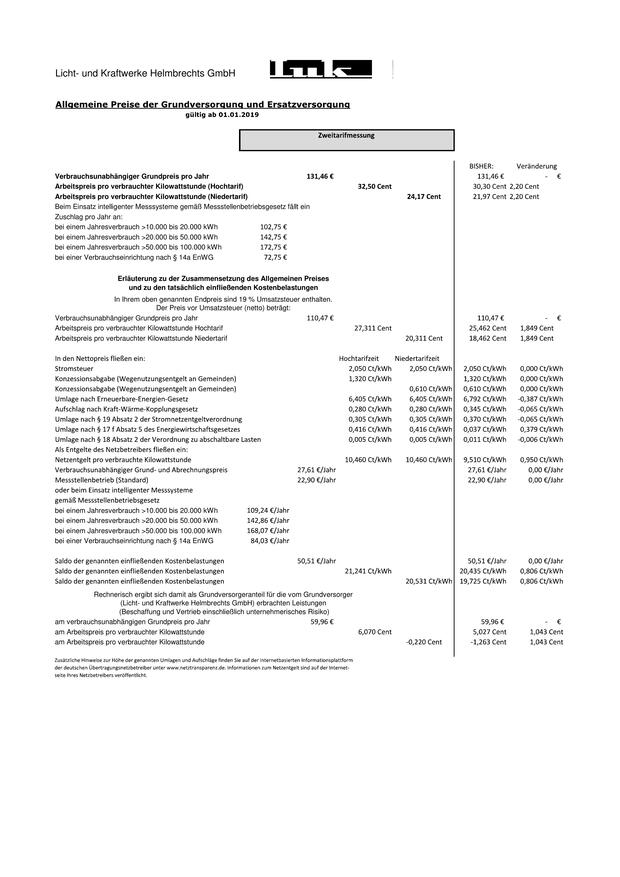 Licht- und Kraftwerke Helmbrechts GmbH lmk
Allgemeine Preise der Grundversorgung und Ersatzversorgung
gültig ab 01.01.2019
Zweitarifmessung
BISHER: Veränderung
Verbrauchsunabhängiger Grundpreis pro Jahr 131,46 € 131,46 € - €
Arbeitspreis pro verbrauchter Kilowattstunde (Hochtarif) 32,50 Cent 30,30 Cent 2,20 Cent
Arbeitspreis pro verbrauchter Kilowattstunde (Niedertarif) 24,17 Cent 21,97 Cent 2,20 Cent
Beim Einsatz intelligenter Messsysteme gemäß Messstellenbetriebsgesetz fällt ein
Zuschlag pro Jahr an:
bei einem Jahresverbrauch >10.000 bis 20.000 kWh 102,75 €
bei einem Jahresverbrauch >20.000 bis 50.000 kWh 142,75 €
bei einem Jahresverbrauch >50.000 bis 100.000 kWh 172,75 €
bei einer Verbrauchseinrichtung nach § 14a EnWG 72,75 €
Erläuterung zu der Zusammensetzung des Allgemeinen Preises
und zu den tatsächlich einfließenden Kostenbelastungen
In Ihrem oben genannten Endpreis sind 19 % Umsatzsteuer enthalten.
Der Preis vor Umsatzsteuer (netto) beträgt:
Verbrauchsunabhängiger Grundpreis pro Jahr 110,47 € 110,47 € - €
Arbeitspreis pro verbrauchter Kilowattstunde Hochtarif 27,311 Cent 25,462 Cent 1,849 Cent
Arbeitspreis pro verbrauchter Kilowattstunde Niedertarif 20,311 Cent 18,462 Cent 1,849 Cent
In den Nettopreis fließen ein: Hochtarifzeit Niedertarifzeit
Stromsteuer 2,050 Ct/kWh 2,050 Ct/kWh 2,050 Ct/kWh 0,000 Ct/kWh
Konzessionsabgabe (Wegenutzungsentgelt an Gemeinden) 1,320 Ct/kWh 1,320 Ct/kWh 0,000 Ct/kWh
Konzessionsabgabe (Wegenutzungsentgelt an Gemeinden) 0,610 Ct/kWh 0,610 Ct/kWh 0,000 Ct/kWh
Umlage nach Erneuerbare-Energien-Gesetz 6,405 Ct/kWh 6,405 Ct/kWh 6,792 Ct/kWh -0,387 Ct/kWh
Aufschlag nach Kraft-Wärme-Kopplungsgesetz 0,280 Ct/kWh 0,280 Ct/kWh 0,345 Ct/kWh -0,065 Ct/kWh
Umlage nach § 19 Absatz 2 der Stromnetzentgeltverordnung 0,305 Ct/kWh 0,305 Ct/kWh 0,370 Ct/kWh -0,065 Ct/kWh
Umlage nach § 17 f Absatz 5 des Energiewirtschaftsgesetzes 0,416 Ct/kWh 0,416 Ct/kWh 0,037 Ct/kWh 0,379 Ct/kWh
Umlage nach § 18 Absatz 2 der Verordnung zu abschaltbare Lasten 0,005 Ct/kWh 0,005 Ct/kWh 0,011 Ct/kWh -0,006 Ct/kWh
Als Entgelte des Netzbetreibers fließen ein:
Netzentgelt pro verbrauchte Kilowattstunde 10,460 Ct/kWh 10,460 Ct/kWh 9,510 Ct/kWh 0,950 Ct/kWh
Verbrauchsunabhängiger Grund- und Abrechnungspreis 27,61 €/Jahr 27,61 €/Jahr 0,00 €/Jahr
Messstellenbetrieb (Standard) 22,90 €/Jahr 22,90 €/Jahr 0,00 €/Jahr
oder beim Einsatz intelligenter Messsysteme
gemäß Messstellenbetriebsgesetz
bei einem Jahresverbrauch >10.000 bis 20.000 kWh 109,24 €/Jahr
bei einem Jahresverbrauch >20.000 bis 50.000 kWh 142,86 €/Jahr
bei einem Jahresverbrauch >50.000 bis 100.000 kWh 168,07 €/Jahr
bei einer Verbrauchseinrichtung nach § 14a EnWG 84,03 €/Jahr
Saldo der genannten einfließenden Kostenbelastungen 50,51 €/Jahr 50,51 €/Jahr 0,00 €/Jahr
Saldo der genannten einfließenden Kostenbelastungen 21,241 Ct/kWh 20,435 Ct/kWh 0,806 Ct/kWh
Saldo der genannten einfließenden Kostenbelastungen 20,531 Ct/kWh 19,725 Ct/kWh 0,806 Ct/kWh
Rechnerisch ergibt sich damit als Grundversorgeranteil für die vom Grundversorger
(Licht- und Kraftwerke Helmbrechts GmbH) erbrachten Leistungen
(Beschaffung und Vertrieb einschließlich unternehmerisches Risiko)
am verbrauchunabhängigen Grundpreis pro Jahr 59,96 € 59,96 € - €
am Arbeitspreis pro verbrauchte Kilowattstunde 6,070 Cent 5,027 Cent 1,043 Cent
am Arbeitspreis pro verbrauchte Kilowattstunde -0,220 Cent -1,263 Cent 1,043 Cent
Zusätzliche Hinweise zur Höhe der genannten Umlagen und Aufschläge finden Sie auf der internetbasierten Informationsplattform
der deutschen Übertragungsnetzbetreiber unter www.netztransparenz.de. Informationen zum Netzentgelt sind auf der Internet-
seite Ihres Netzbetreibers veröffentlicht.